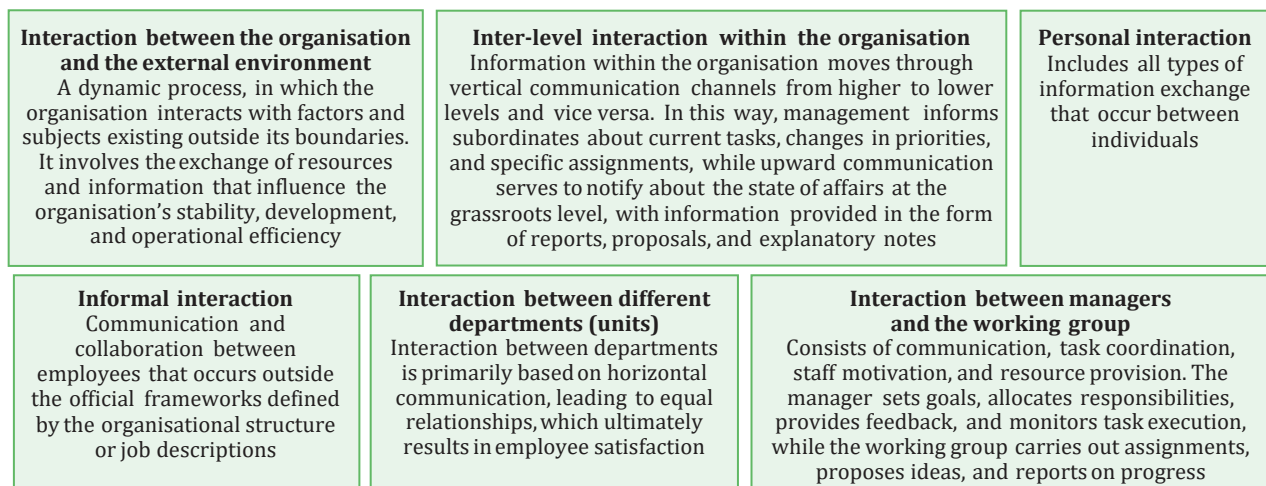 Interaction between the organisation
and the external environment
A dynamic process, in which the
organisation interacts with factors and
subjects existing outside its boundaries.
It involves the exchange of resources
and information that influence the
organisation’s stability, development,
and operational efficiency
Inter-level interaction within the organisation
Information within the organisation moves through
vertical communication channels from higher to lower
levels and vice versa. In this way, management informs
subordinates about current tasks, changes in priorities,
and specific assignments, while upward communication
serves to notify about the state of affairs at the
grassroots level, with information provided in the form
of reports, proposals, and explanatory notes
Personal interaction
Includes all types of
information exchange
that occur between
individuals
Informal interaction
Communication and
collaboration between
employees that occurs outside
the official frameworks defined
by the organisational structure
or job descriptions
Interaction between different
departments (units)
Interaction between departments
is primarily based on horizontal
communication, leading to equal
relationships, which ultimately
results in employee satisfaction
Interaction between managers
and the working group
Consists of communication, task coordination,
staff motivation, and resource provision. The
manager sets goals, allocates responsibilities,
provides feedback, and monitors task execution,
while the working group carries out assignments,
proposes ideas, and reports on progress